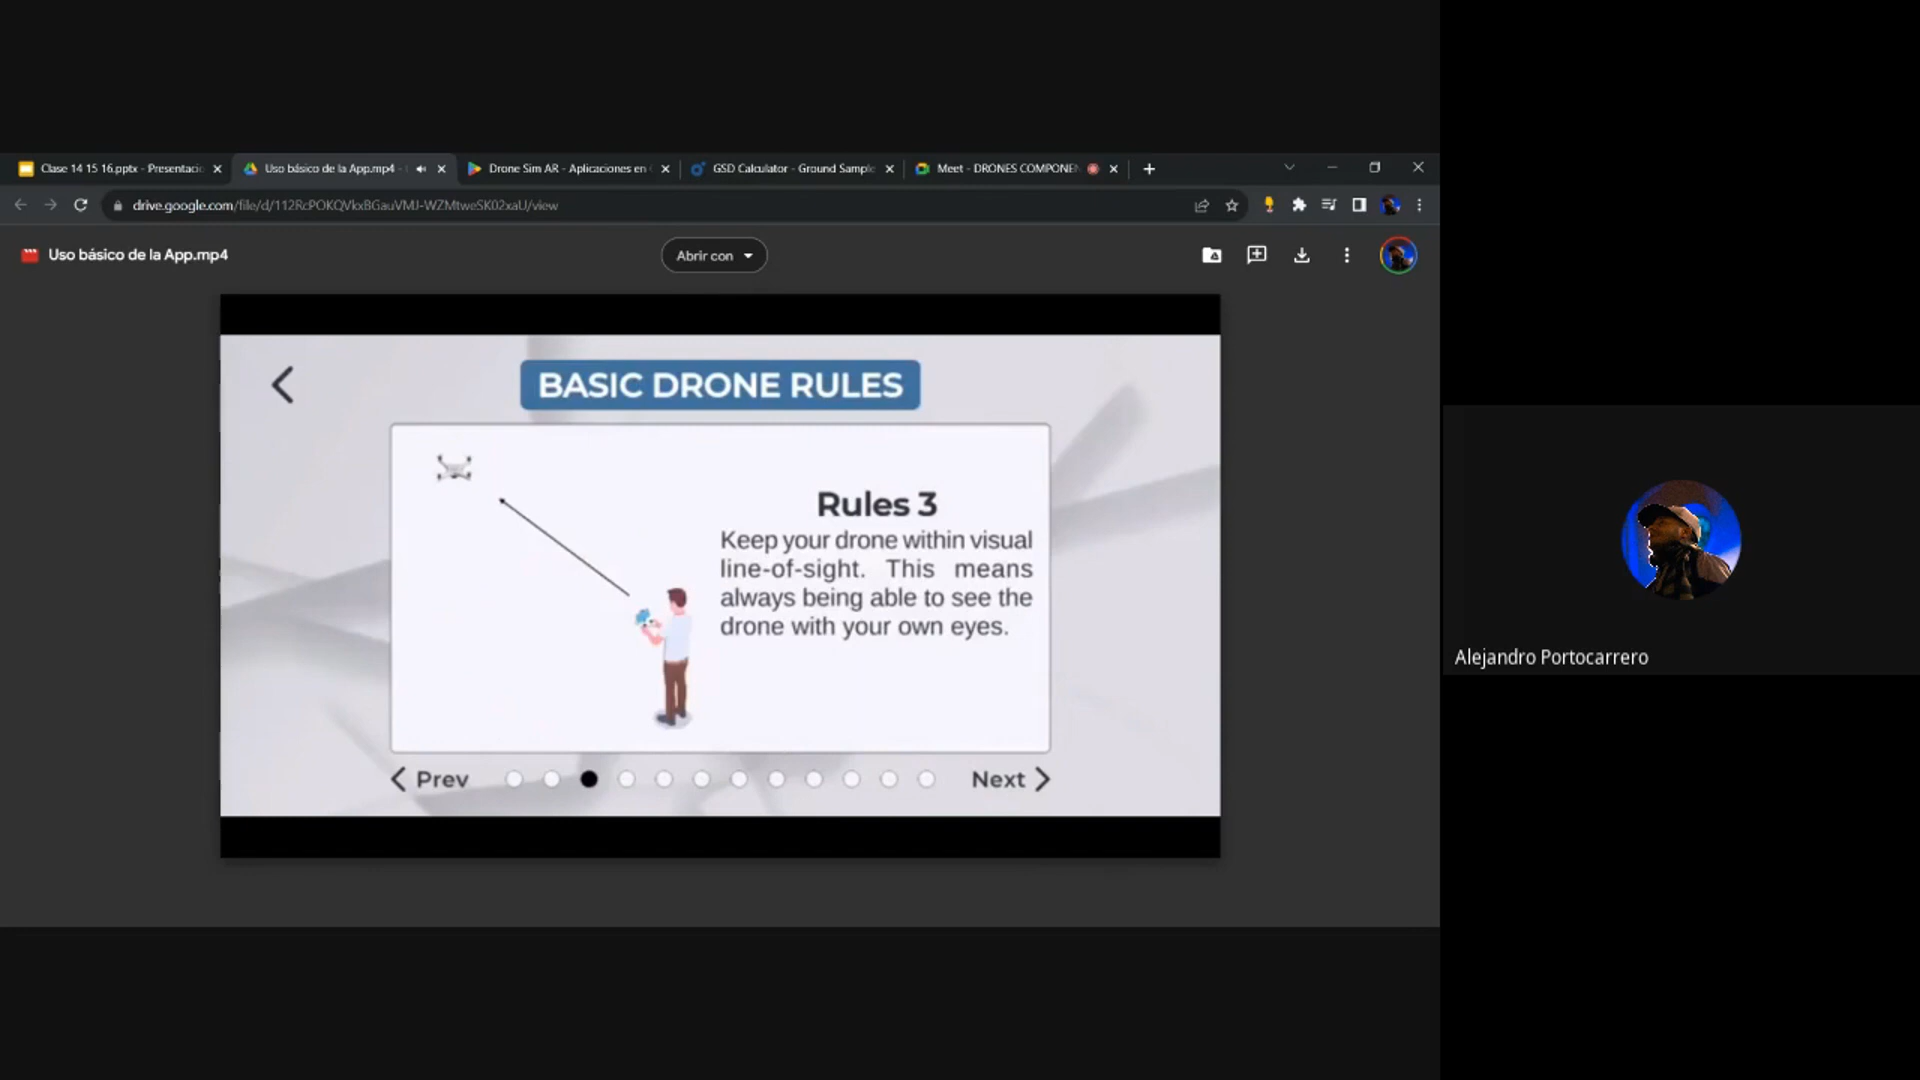 Clase 14 15 16.pptx - Presentacio
Uso básico de la App.mp4 -
Drone Sim AR - Aplicaciones en
GSD Calculator - Ground Sample
Meet - DRONES COMPONEN
drive.google.com/file/d/112RcPOKQVkxBGauVMJ-WZMtweSK02xaU/view
Uso básico de la App.mp4
Abrir con
BASIC DRONE RULES
Rules 3
Keep your drone within visual
line-of-sight. This means
always being able to see the
drone with your own eyes.
Prev
Next
Alejandro Portocarrero